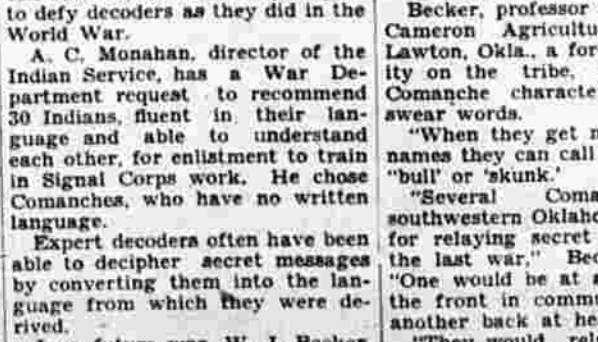 to defy decoders as they did in the
World War.
A. C. Monahan, director of the
Indian Service, has a War De-
partment request to recommend
30 Indians, fluent in their lan-
guage and able to understand
each other, for enlistment to train
in Signal Corps work. He chose
Comanches, who have no written
language.
Expert decoders often have been
able to decipher secret messages
by converting them into the lan-
guage from which they were de-
rived.
Becker, professor
Cameron Agricultu
Lawton, Okla., a for
ity on the tribe,
Comanche characte
swear words.
"When they get m
names they can call
"bull' or 'skunk.'
"Several Coma
southwestern Oklaho
for relaying secret
the last war," Bec
"One would be at a
the front in commu
another back at he
"They would rel